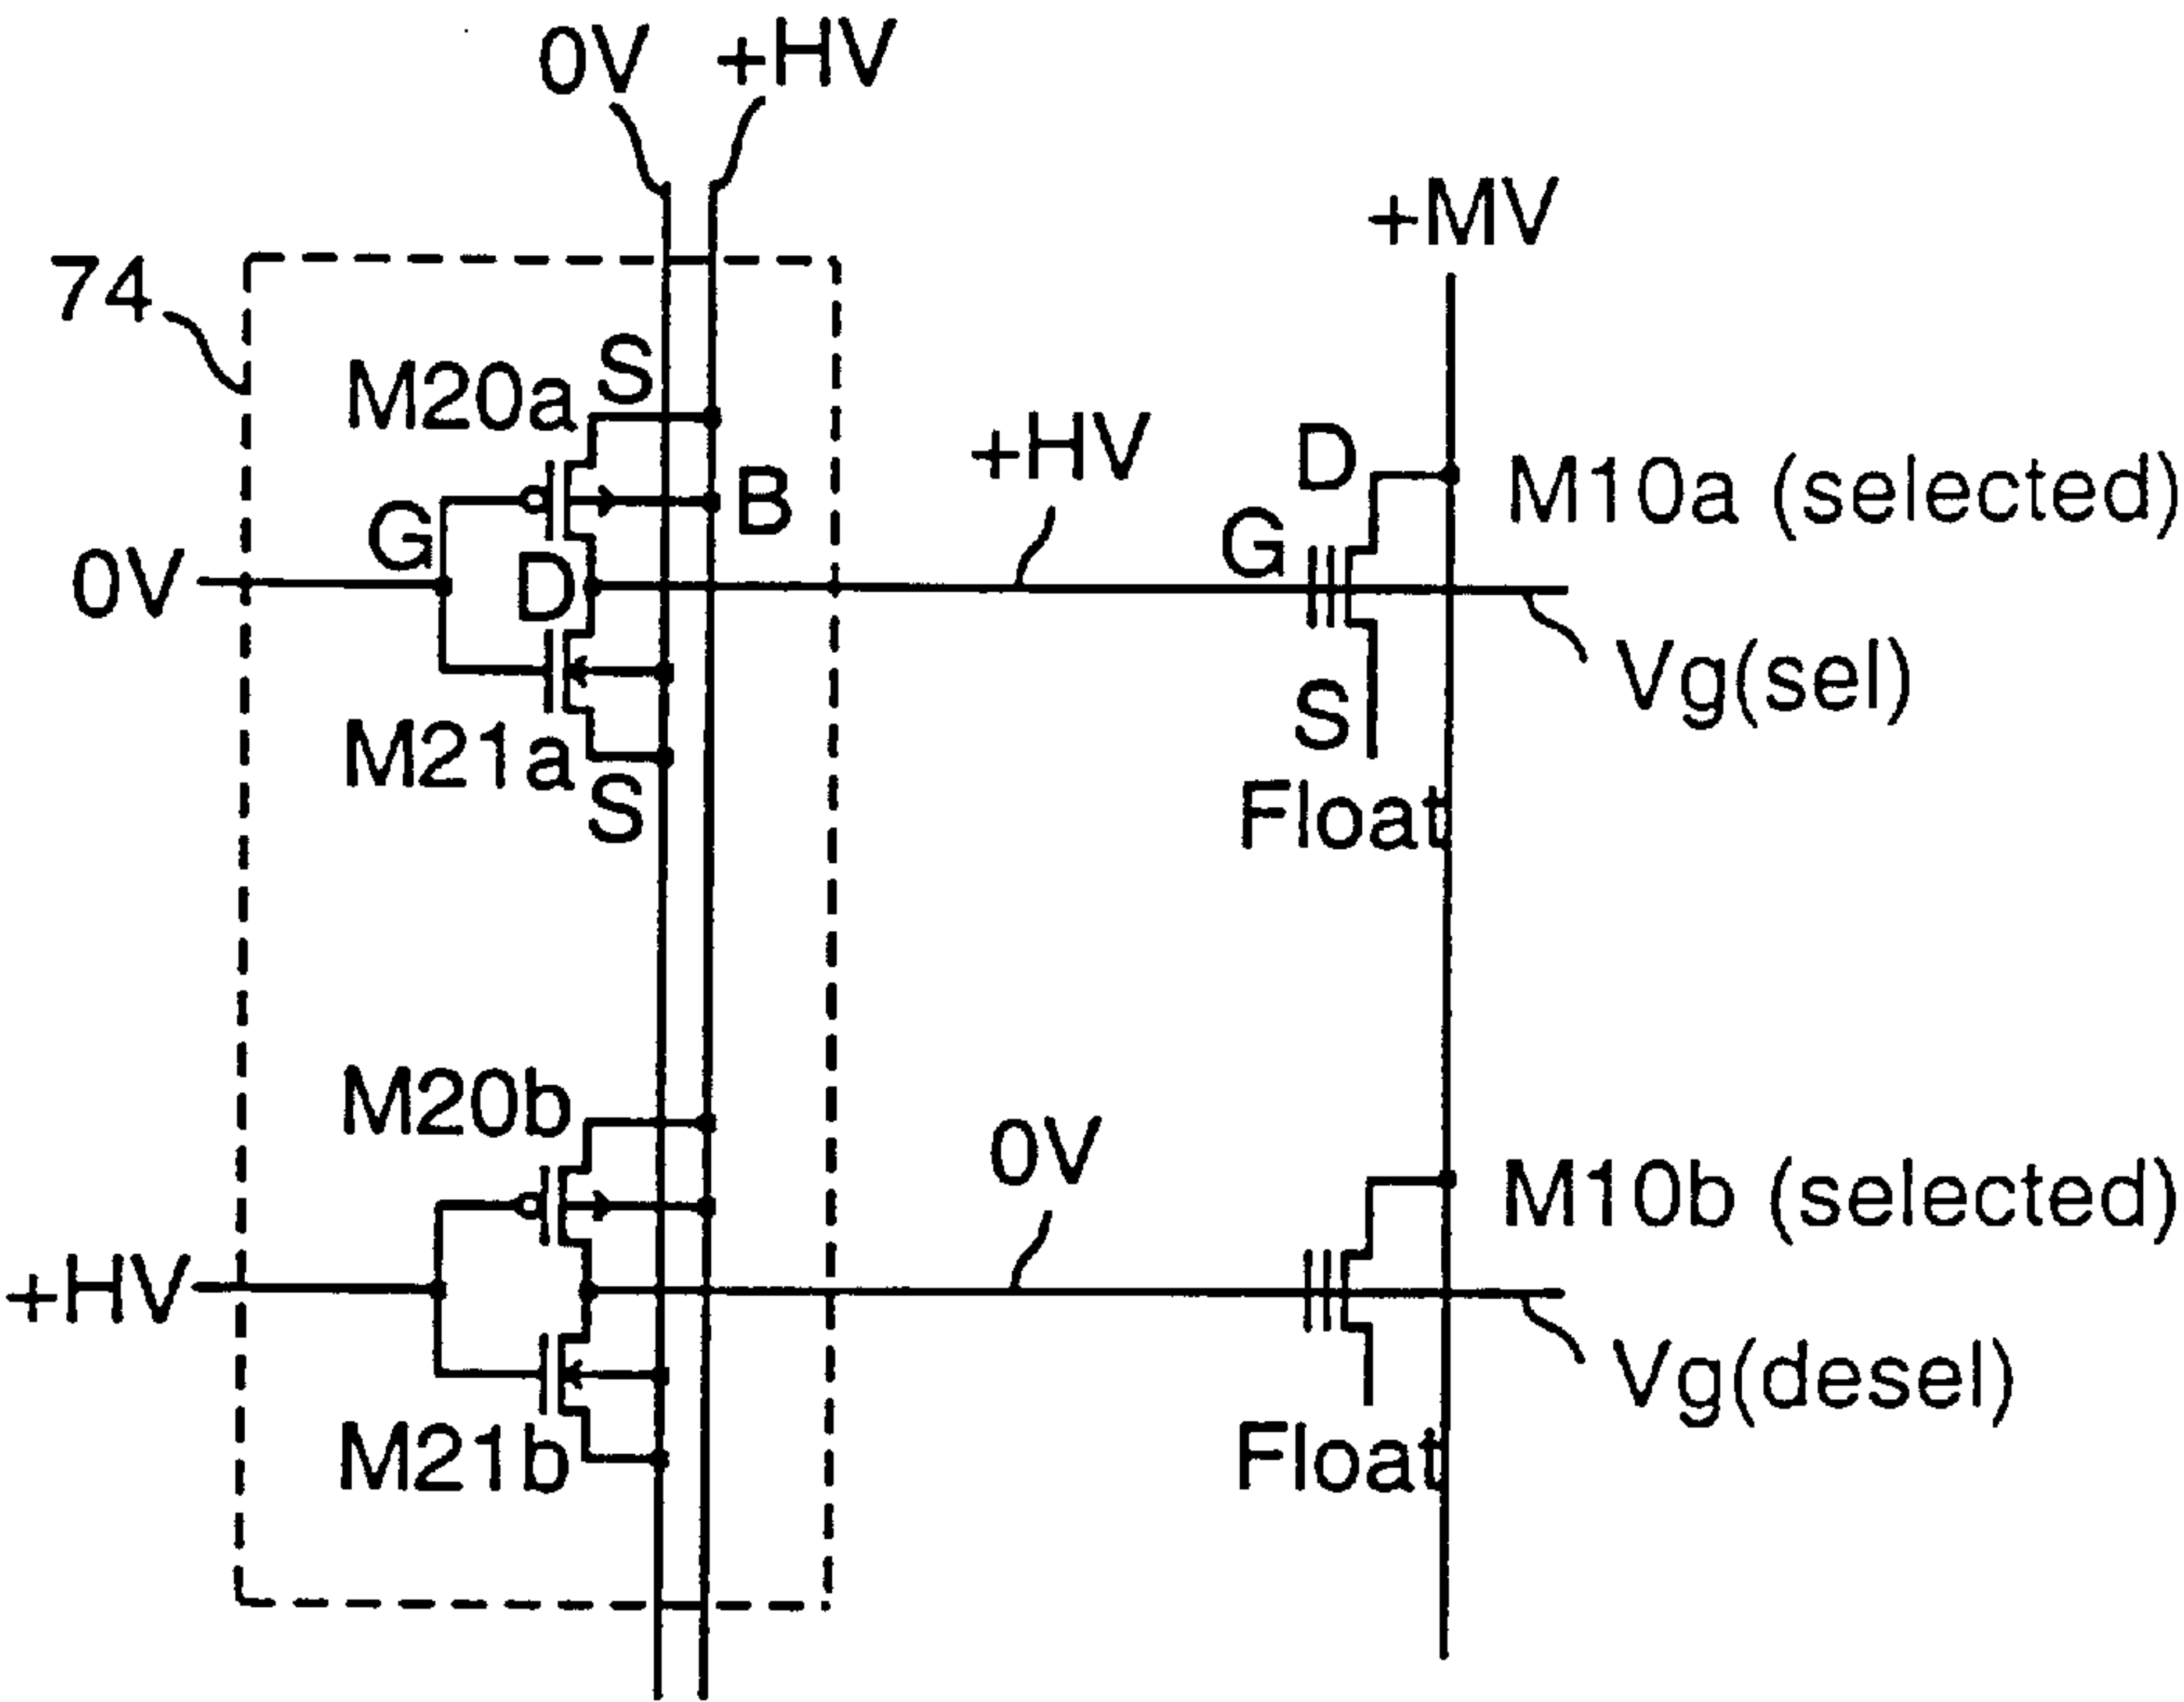 0V
+HV
+MV
74
M20a
S
B
G
0V
D
M21a
S
+HV
D
G
M10a (selected)
Vg(sel)
S
Float
M20b
+HV
M21b
0V
M10b (selected)
Vg(desel)
Float